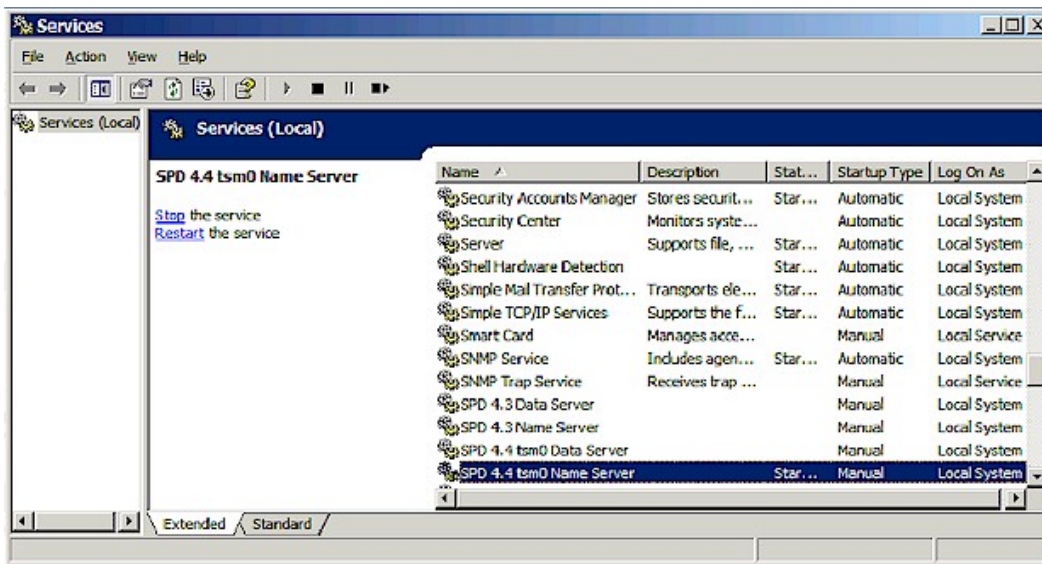 Services
File Action View Help
Services (Local)
Services (Local)
SPD 4.4 tsm0 Name Server
Stop the service
Restart the service
Name Description Stat... Startup Type Log On As
Security Accounts Manager Stores securit... Star... Automatic Local System
Security Center Monitors syste... Automatic Local System
Server Supports file, ... Star... Automatic Local System
Shell Hardware Detection Star... Automatic Local System
Simple Mail Transfer Prot... Transports ele... Star... Automatic Local System
Simple TCP/IP Services Supports the f... Star... Automatic Local System
Smart Card Manages acce... Manual Local Service
SNMP Service Includes agen... Star... Automatic Local System
SNMP Trap Service Receives trap ... Manual Local Service
SPD 4.3 Data Server Manual Local System
SPD 4.3 Name Server Manual Local System
SPD 4.4 tsm0 Data Server Manual Local System
SPD 4.4 tsm0 Name Server Star... Manual Local System
Extended Standard